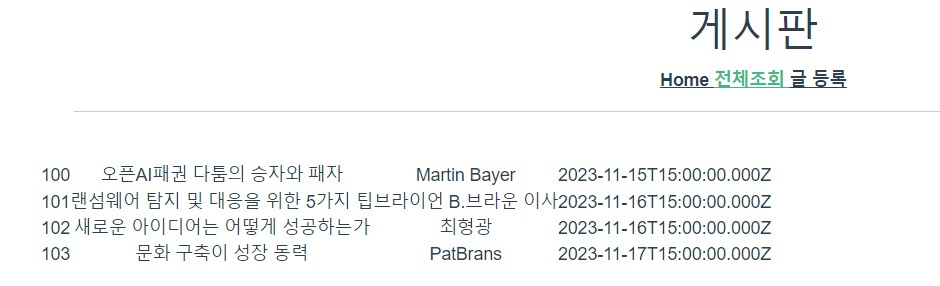 게시판
Home 전체조회 글 등록
100 오픈AI패권 다툼의 승자와 패자 Martin Bayer 2023-11-15T15:00:00.000Z
101랜섬웨어 탐지 및 대응을 위한 5가지 팁브라이언 B.브라운 이사2023-11-16T15:00:00.000Z
102 새로운 아이디어는 어떻게 성공하는가 최형광 2023-11-16T15:00:00.000Z
103 문화 구축이 성장 동력 PatBrans 2023-11-17T15:00:00.000Z